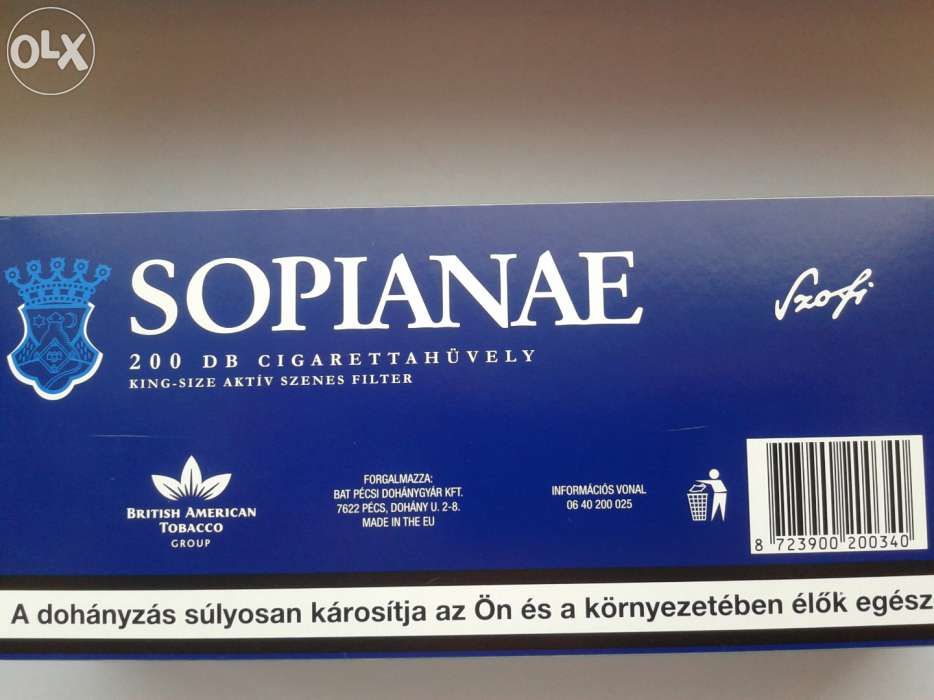 OLX
SOPIANAE
Szofi
200 DB CIGARETTAHÜVELY
KING-SIZE AKTÍV SZENES FILTER
BRITISH AMERICAN
TOBACCO
GROUP
FORGALMAZZA:
BAT PÉCSI DOHÁNYGYÁR KFT.
7622 PÉCS, DOHÁNY U. 2-8.
MADE IN THE EU
INFORMÁCIÓS VONAL
06 40 200 025
8 723900 200340
A dohányzás súlyosan károsítja az Ön és a környezetében élők egész